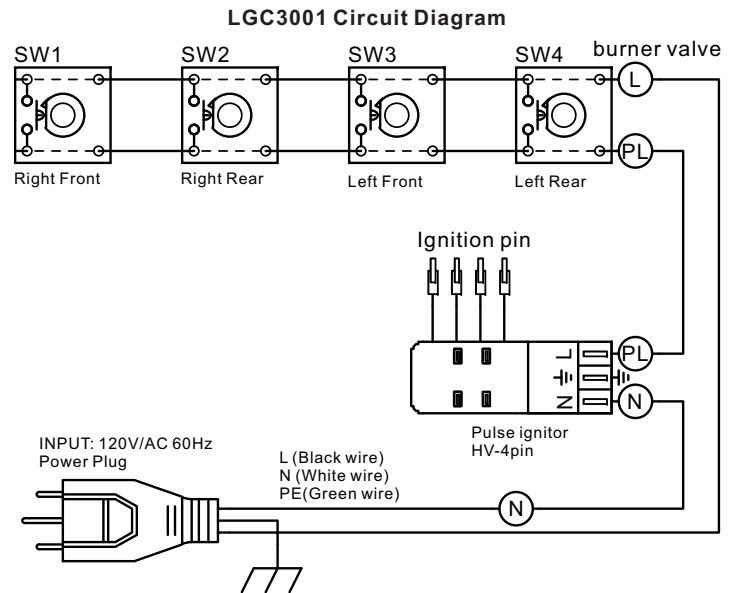 LGC3001 Circuit Diagram
SW1
SW2
SW3
SW4
burner valve
L
PL
Right Front
Right Rear
Left Front
Left Rear
Ignition pin
L
PL
N
N
Pulse ignitor
HV-4pin
INPUT: 120V/AC 60Hz
Power Plug
L (Black wire)
N (White wire)
PE(Green wire)
N